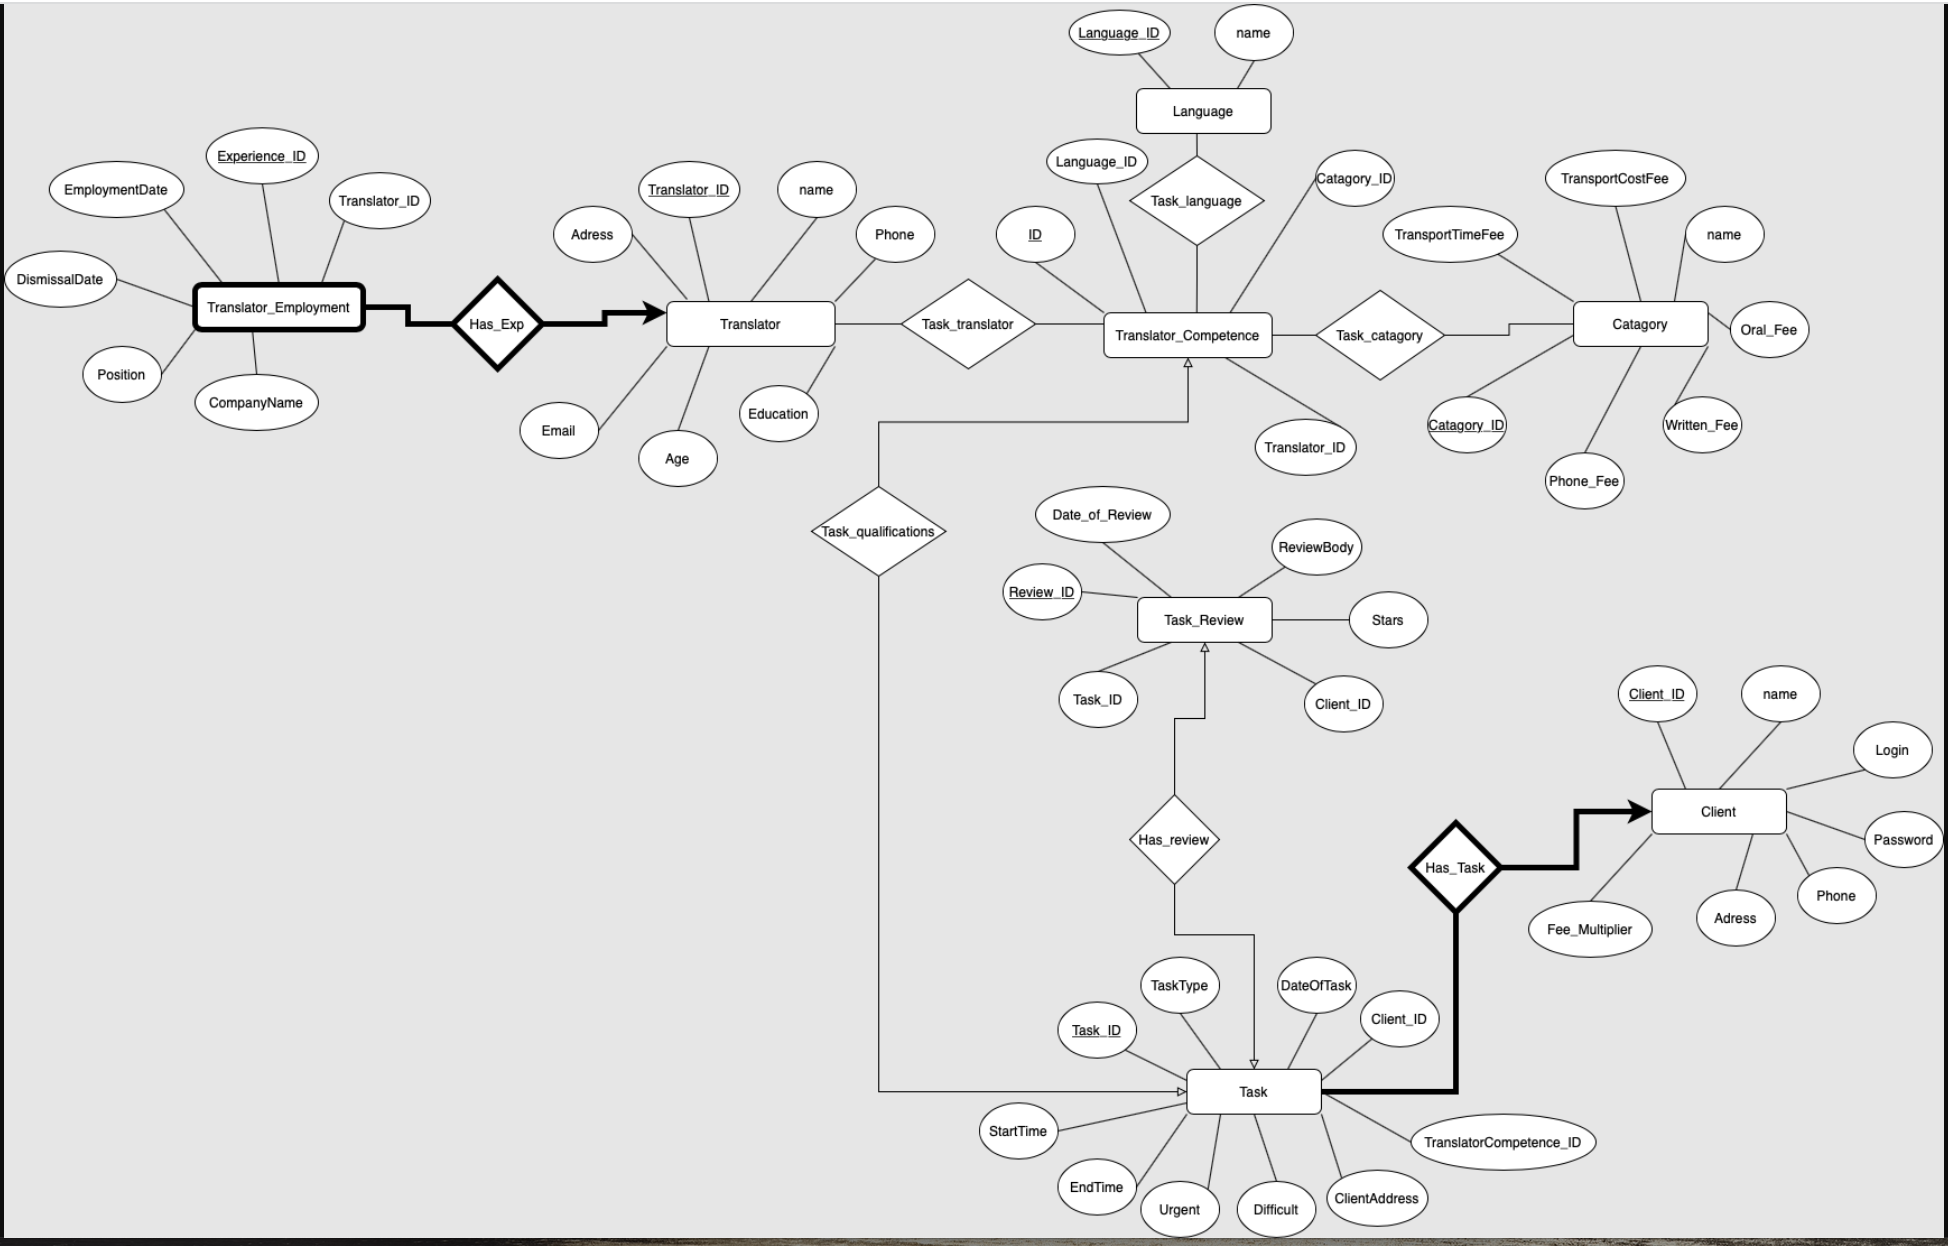 Language_ID
name
Language
Experience_ID
EmploymentDate
Translator_ID
DismissalDate
Translator_Employment
Position
CompanyName
Has_Exp
Translator_ID
name
Adress
Phone
Translator
Email
Age
Education
Task_translator
Language_ID
Task_language
Catagory_ID
ID
Translator_Competence
Translator_ID
Task_catagory
TransportCostFee
TransportTimeFee
name
Catagory
Oral_Fee
Catagory_ID
Written_Fee
Phone_Fee
Task_qualifications
Date_of_Review
ReviewBody
Review_ID
Task_Review
Stars
Task_ID
Client_ID
Has_review
Client_ID
name
Login
Client
Password
Phone
Adress
Fee_Multiplier
Has_Task
TaskType
DateOfTask
Client_ID
Task_ID
Task
StartTime
TranslatorCompetence_ID
EndTime
Urgent
Difficult
ClientAddress